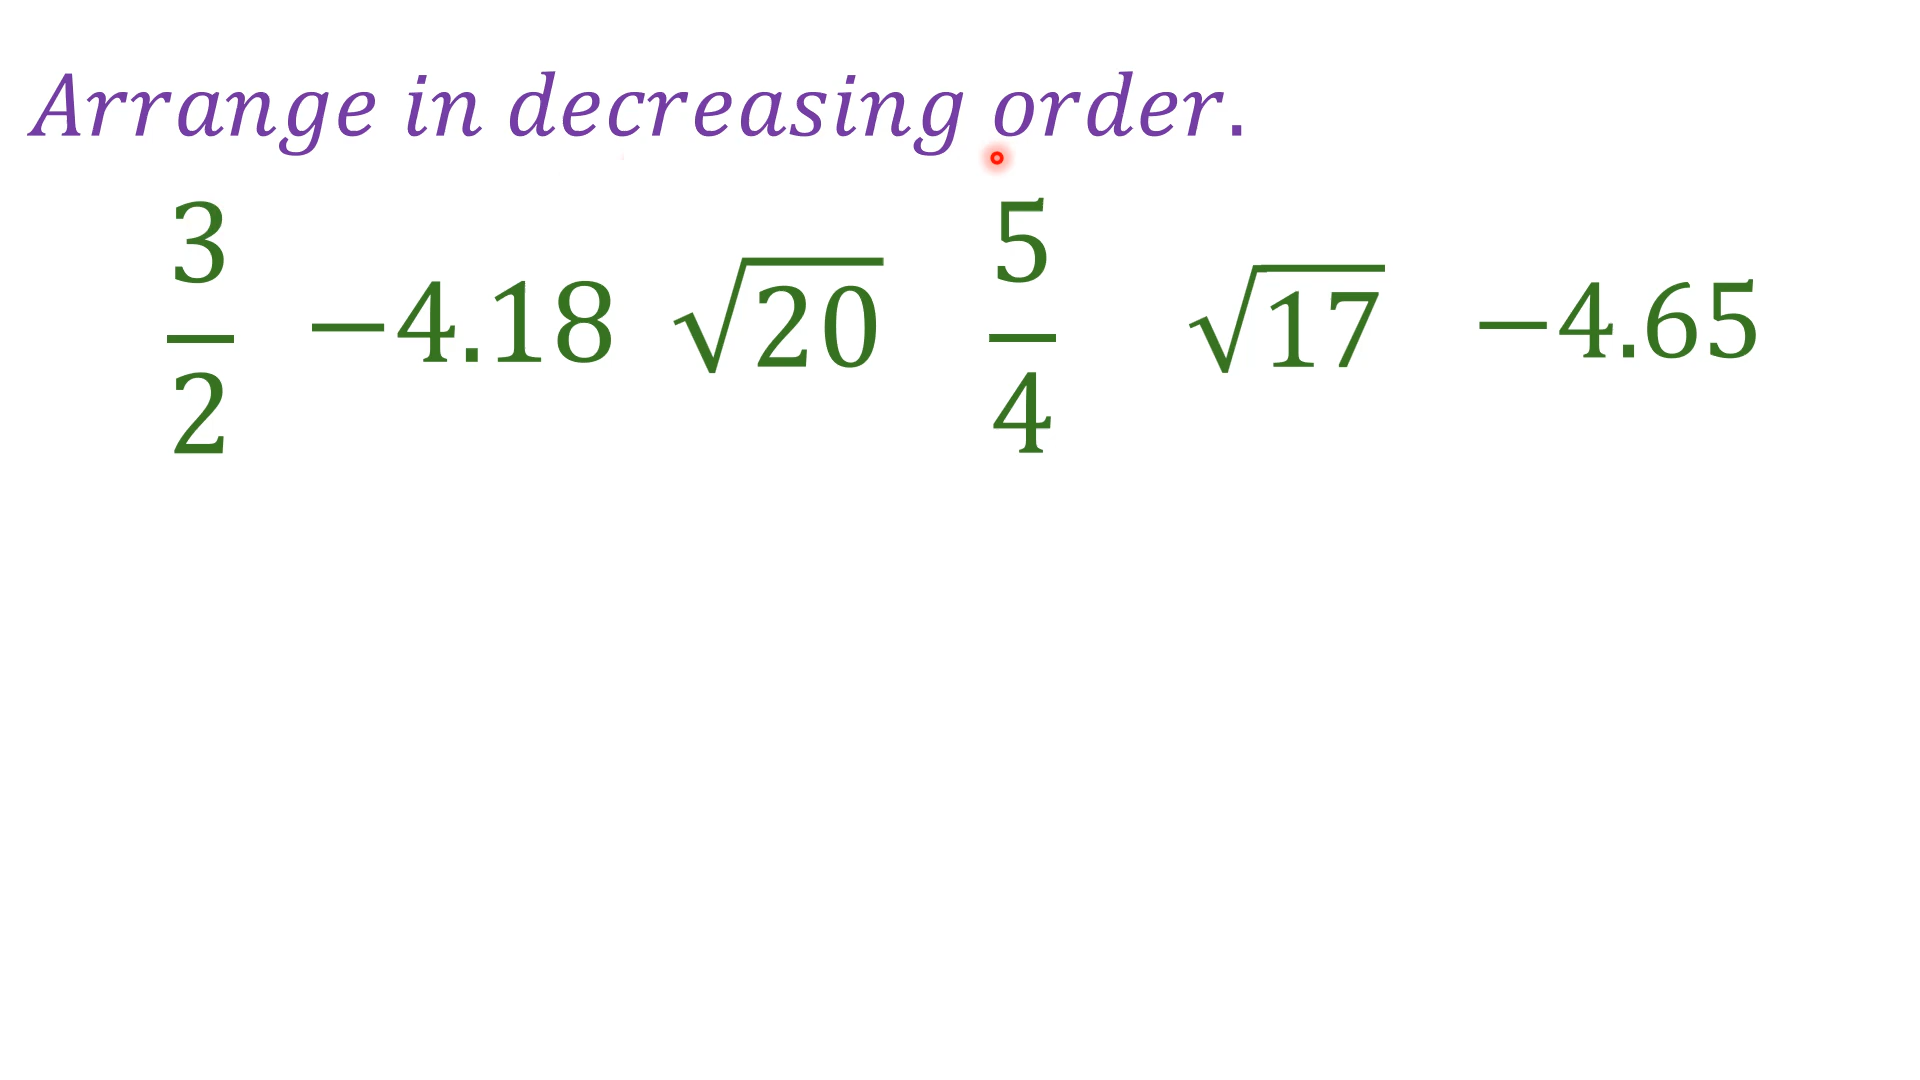 Arrange in decreasing order.
3/2 −4.18 √20 5/4 √17 −4.65